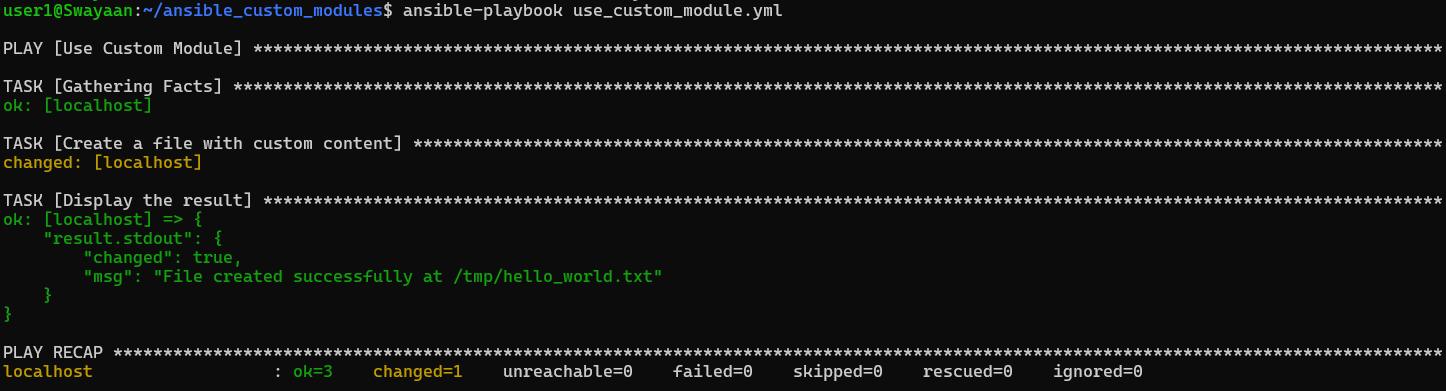 user1@Swayaan:~/ansible_custom_modules$ ansible-playbook use_custom_module.yml
PLAY [Use Custom Module] ***********************************************************************************************************************
TASK [Gathering Facts] *************************************************************************************************************************
ok: [localhost]
TASK [Create a file with custom content] *******************************************************************************************************
changed: [localhost]
TASK [Display the result] **********************************************************************************************************************
ok: [localhost] => {
    "result.stdout": {
        "changed": true,
        "msg": "File created successfully at /tmp/hello_world.txt"
    }
}
PLAY RECAP *************************************************************************************************************************************
localhost                  : ok=3    changed=1    unreachable=0    failed=0    skipped=0    rescued=0    ignored=0